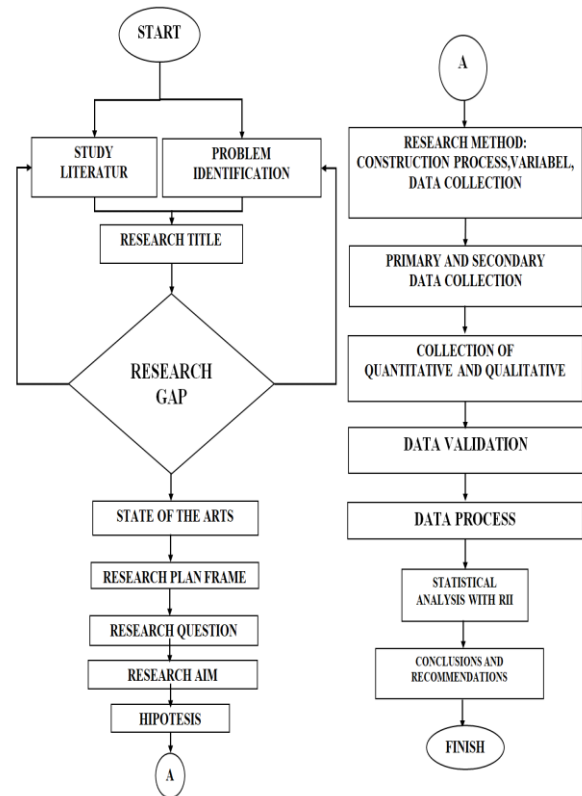 START
STUDY
LITERATUR
PROBLEM
IDENTIFICATION
RESEARCH TITLE
RESEARCH
GAP
STATE OF THE ARTS
RESEARCH PLAN FRAME
RESEARCH QUESTION
RESEARCH AIM
HIPOTESIS
A
A
RESEARCH METHOD:
CONSTRUCTION PROCESS,VARIABEL,
DATA COLLECTION
PRIMARY AND SECONDARY
DATA COLLECTION
COLLECTION OF
QUANTITATIVE AND QUALITATIVE
DATA VALIDATION
DATA PROCESS
STATISTICAL
ANALYSIS WITH RII
CONCLUSIONS AND
RECOMMENDATIONS
FINISH